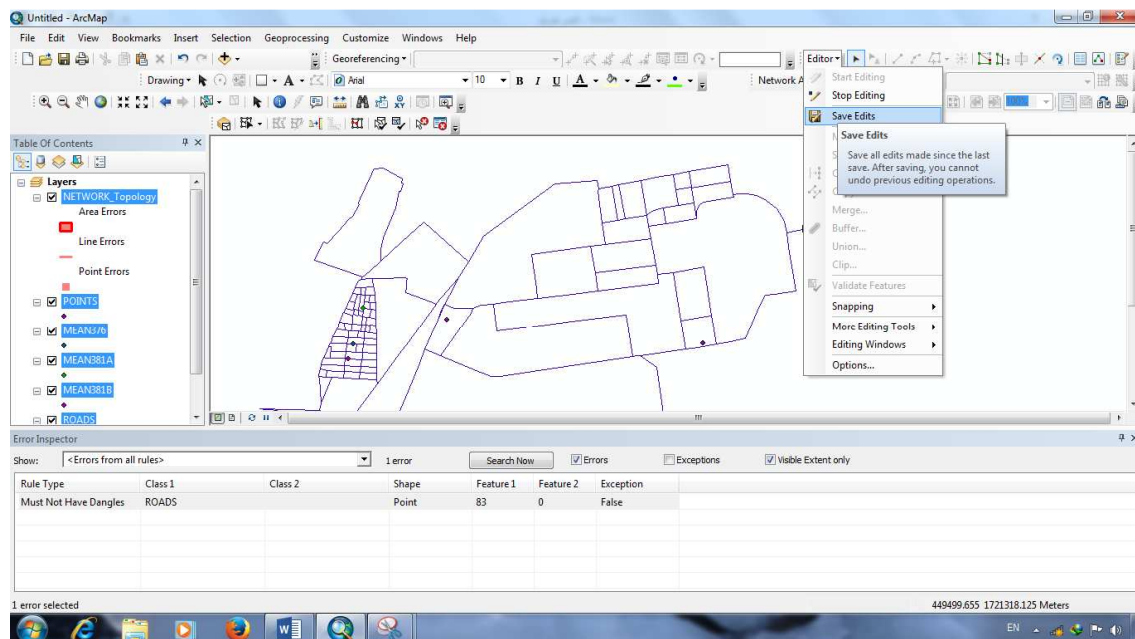 Untitled - ArcMap
File Edit View Bookmarks Insert Selection Geoprocessing Customize Windows Help
Georeferencing
Editor
Drawing
A
Arial
10
B I U A
Network A
Start Editing
Stop Editing
Save Edits
Save Edits
Save all edits made since the last
save. After saving, you cannot
undo previous editing operations.
Merge...
Buffer...
Union...
Clip...
Validate Features
Snapping
More Editing Tools
Editing Windows
Options...
Table Of Contents
Layers
NETWORK_Topology
Area Errors
Line Errors
Point Errors
POINTS
MEAN376
MEAN381A
MEAN381B
ROADS
Error Inspector
Show: <Errors from all rules> 1 error Search Now Errors Exceptions Visible Extent only
Rule Type Class 1 Class 2 Shape Feature 1 Feature 2 Exception
Must Not Have Dangles ROADS Point 83 0 False
1 error selected
449499.655 1721318.125 Meters
EN